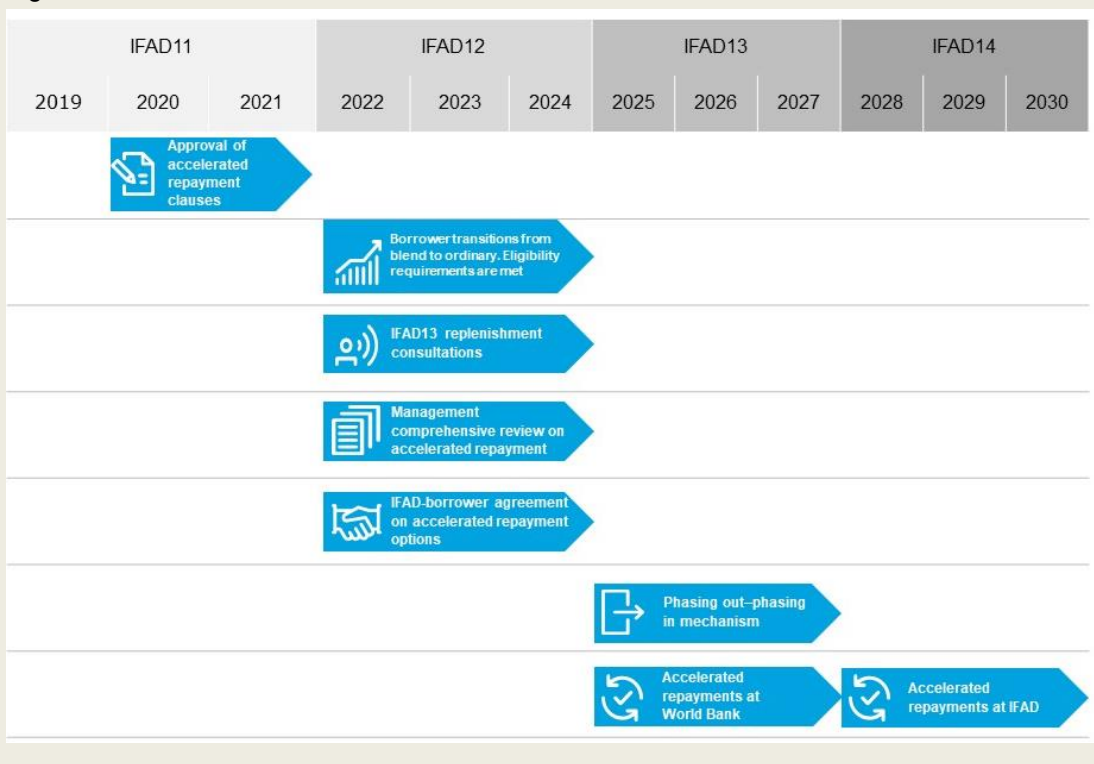 IFAD11 IFAD12 IFAD13 IFAD14
2019 2020 2021 2022 2023 2024 2025 2026 2027 2028 2029 2030
Approval of
accelerated
repayment
clauses
Borrower transitions from
blend to ordinary. Eligibility
requirements are met
IFAD13 replenishment
consultations
Management
comprehensive review on
accelerated repayment
IFAD-borrower agreement
on accelerated repayment
options
Phasing out–phasing
in mechanism
Accelerated
repayments at
World Bank
Accelerated
repayments at IFAD